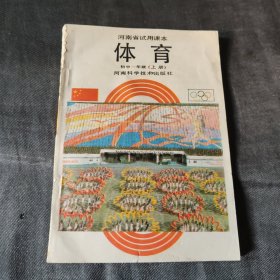 河南省试用课本
体育
初中一年级（上册）
河南科学技术出版社